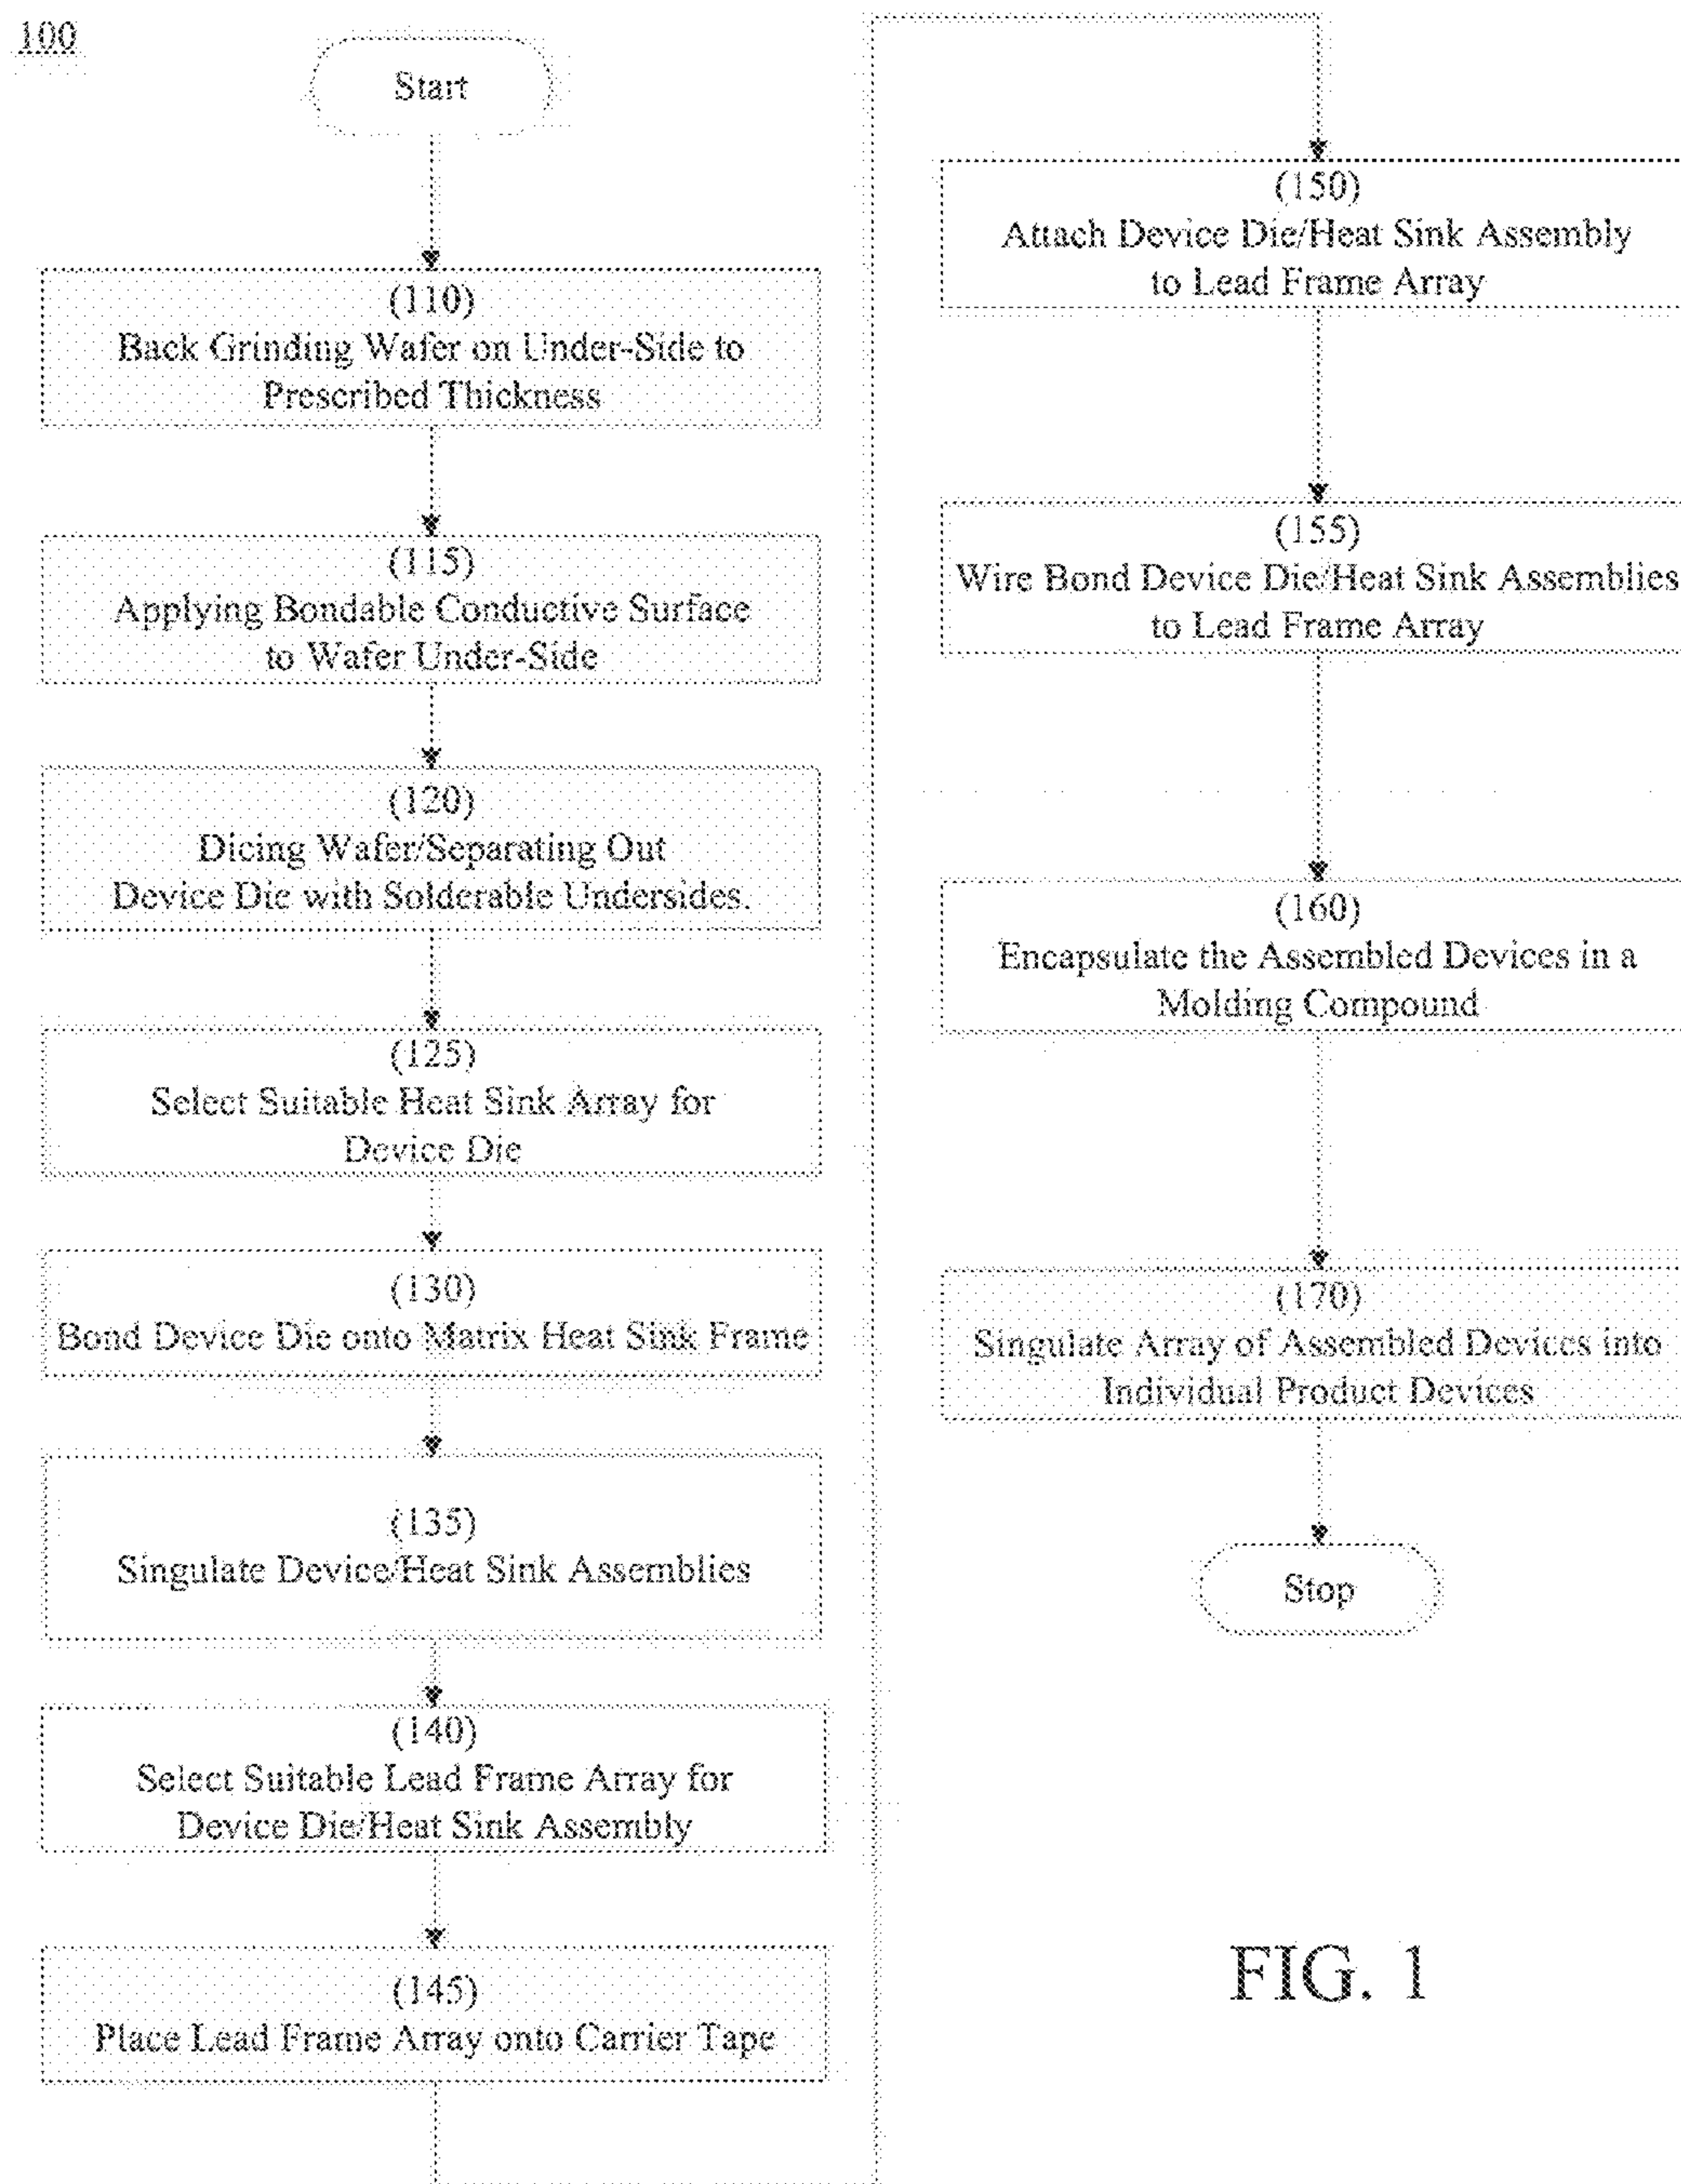 100
Start
(110)
Back Grinding Wafer on Under-Side to
Prescribed Thickness
(115)
Applying Bondable Conductive Surface
to Wafer Under-Side
(120)
Dicing Wafer/Separating Out
Device Die with Solderable Undersides.
(125)
Select Suitable Heat Sink Array for
Device Die
(130)
Bond Device Die onto Matrix Heat Sink Frame
(135)
Singulate Device/Heat Sink Assemblies
(140)
Select Suitable Lead Frame Array for
Device Die/Heat Sink Assembly
(145)
Place Lead Frame Array onto Carrier Tape
(150)
Attach Device Die/Heat Sink Assembly
to Lead Frame Array
(155)
Wire Bond Device Die/Heat Sink Assemblies
to Lead Frame Array
(160)
Encapsulate the Assembled Devices in a
Molding Compound
(170)
Singulate Array of Assembled Devices into
Individual Product Devices
Stop
FIG. 1